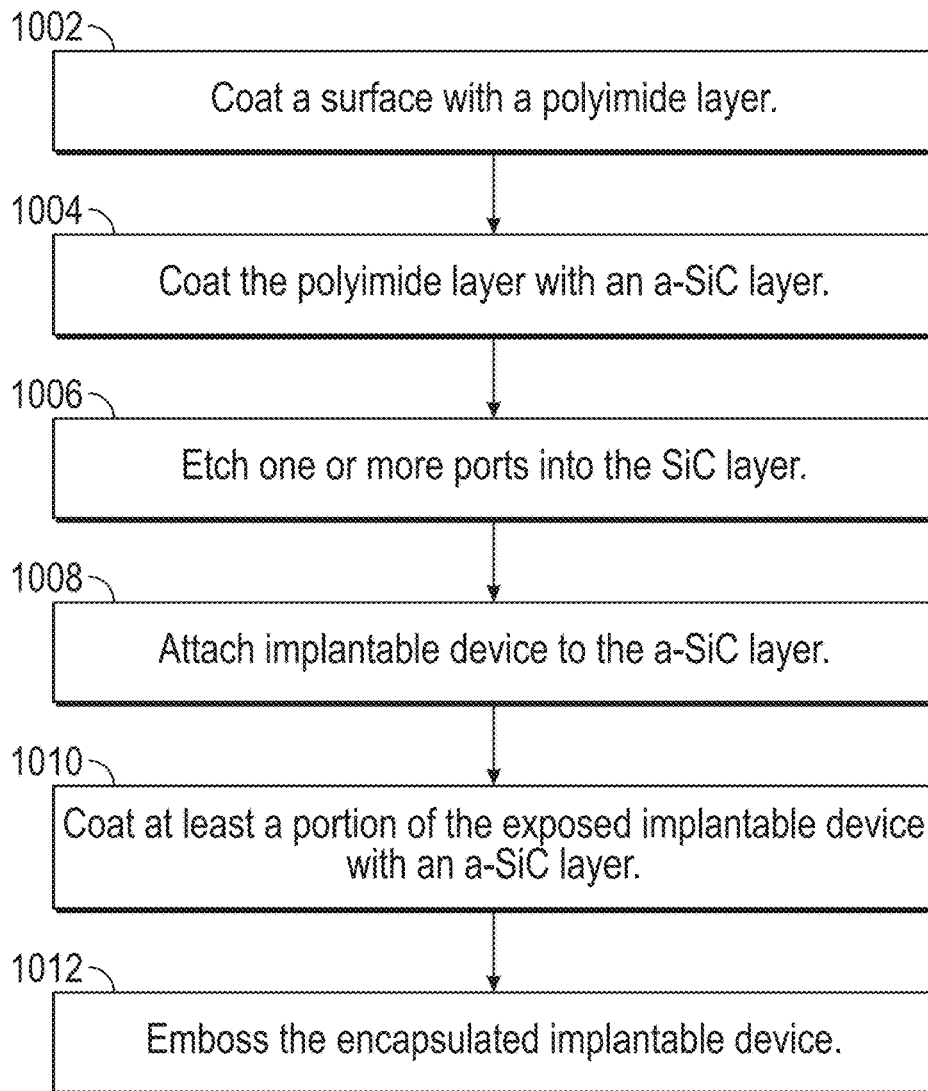 1002
Coat a surface with a polyimide layer.
1004
Coat the polyimide layer with an a-SiC layer.
1006
Etch one or more ports into the SiC layer.
1008
Attach implantable device to the a-SiC layer.
1010
Coat at least a portion of the exposed implantable device
with an a-SiC layer.
1012
Emboss the encapsulated implantable device.